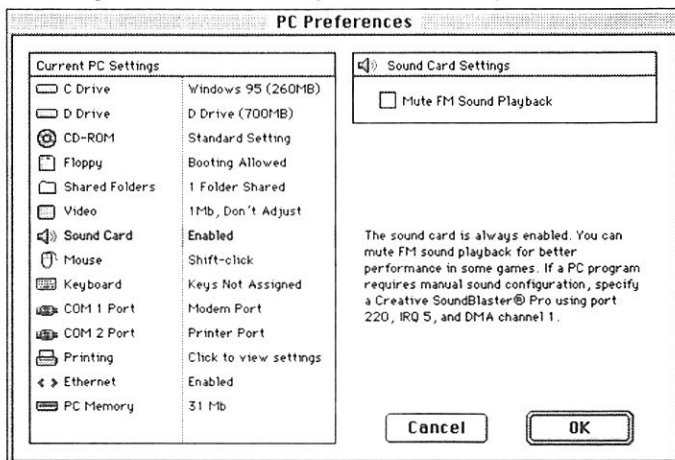 PC Preferences
Current PC Settings
C Drive Windows 95 (260MB)
D Drive D Drive (700MB)
CD-ROM Standard Setting
Floppy Booting Allowed
Shared Folders 1 Folder Shared
Video 1Mb, Don't Adjust
Sound Card Enabled
Mouse Shift-click
Keyboard Keys Not Assigned
COM 1 Port Modem Port
COM 2 Port Printer Port
Printing Click to view settings
Ethernet Enabled
PC Memory 31 Mb
Sound Card Settings
Mute FM Sound Playback
The sound card is always enabled. You can
mute FM sound playback for better
performance in some games. If a PC program
requires manual sound configuration, specify
a Creative SoundBlaster® Pro using port
220, IRQ 5, and DMA channel 1.
Cancel
OK